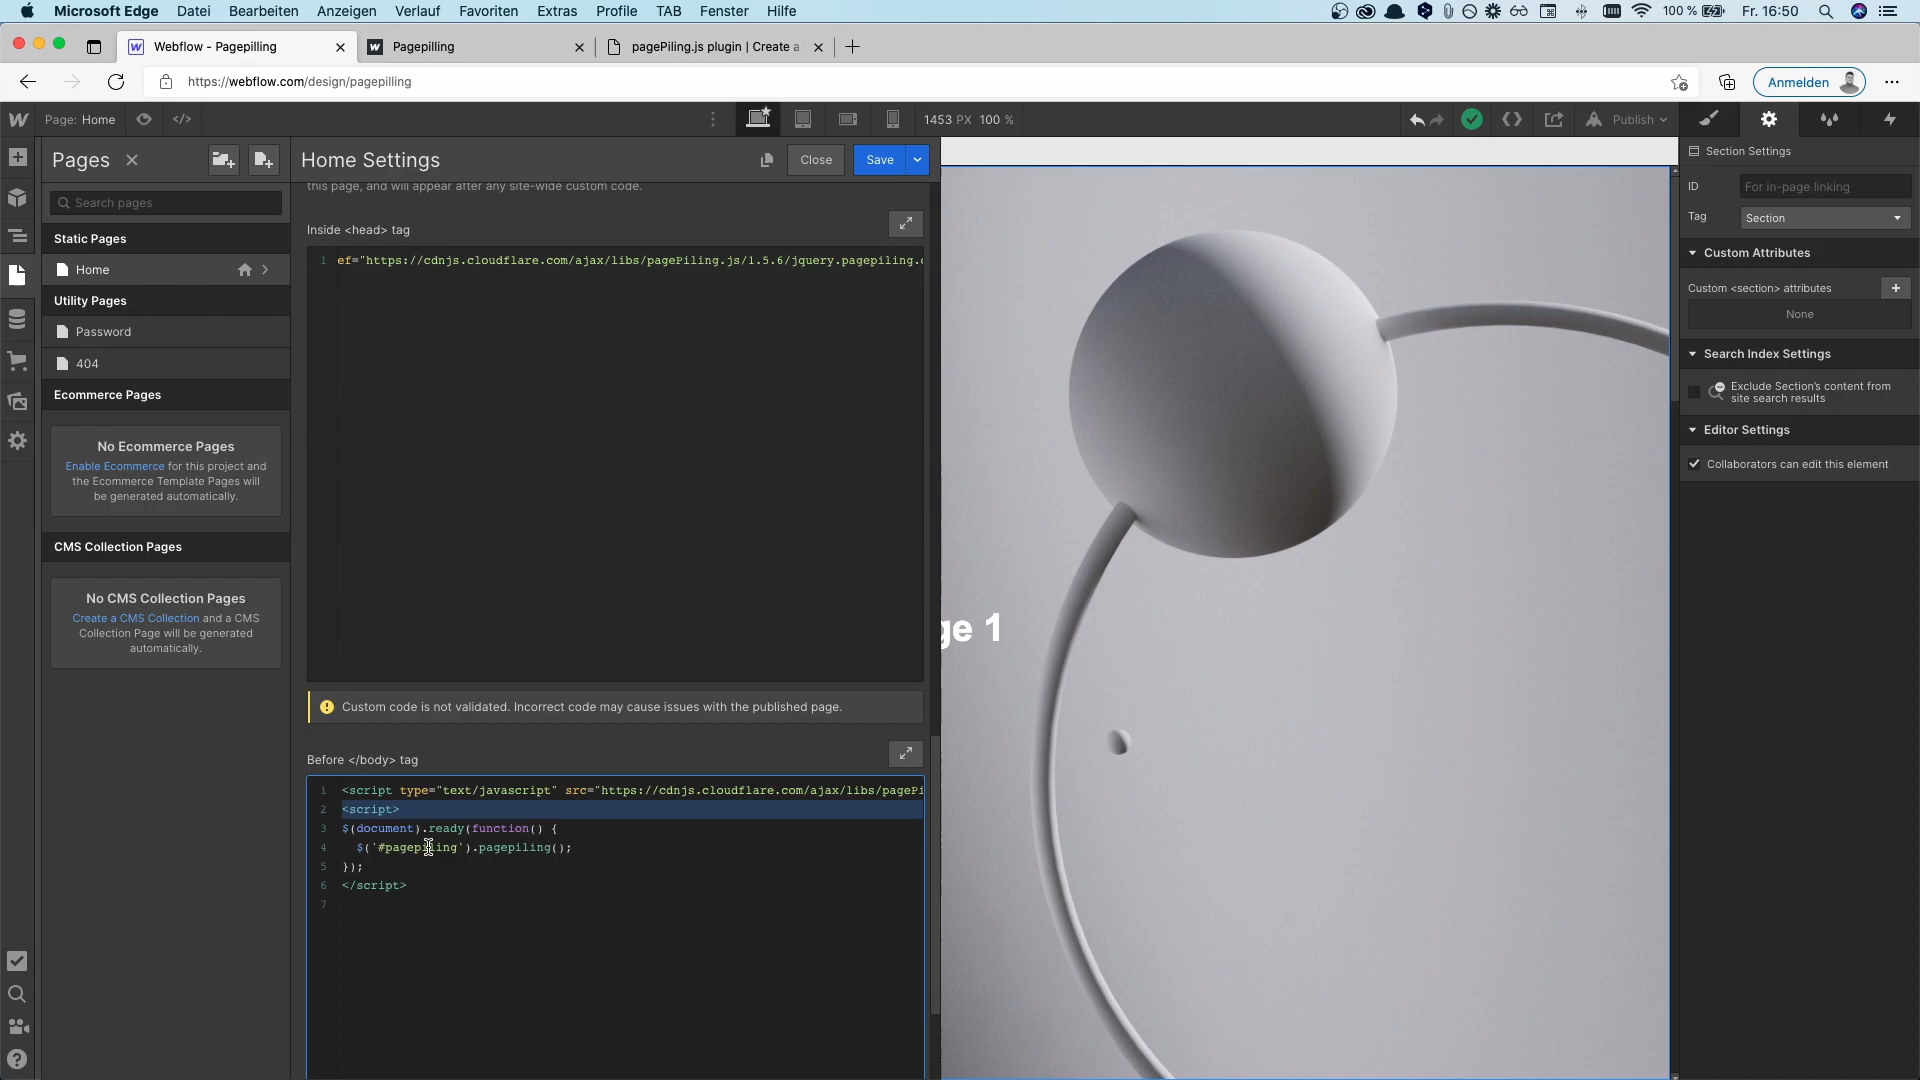 Microsoft Edge Datei Bearbeiten Anzeigen Verlauf Favoriten Extras Profile TAB Fenster Hilfe
100 % Fr. 16:50
Webflow - Pagepilling
Pagepilling
pagePiling.js plugin | Create a
https://webflow.com/design/pagepilling
Anmelden
Page: Home
1453 PX 100 %
Publish
Pages
Home Settings
Close
Save
Section Settings
this page, and will appear after any site-wide custom code.
ID
For in-page linking
Search pages
Tag
Section
Inside <head> tag
Static Pages
Custom Attributes
1 ef="https://cdnjs.cloudflare.com/ajax/libs/pagePiling.js/1.5.6/jquery.pagepiling.c
Home
Custom <section> attributes
Utility Pages
None
Password
Search Index Settings
404
Exclude Section's content from
site search results
Ecommerce Pages
Editor Settings
No Ecommerce Pages
Enable Ecommerce for this project and
the Ecommerce Template Pages will
be generated automatically.
Collaborators can edit this element
CMS Collection Pages
No CMS Collection Pages
Create a CMS Collection and a CMS
Collection Page will be generated
automatically.
ge 1
Custom code is not validated. Incorrect code may cause issues with the published page.
Before </body> tag
1 <script type="text/javascript" src="https://cdnjs.cloudflare.com/ajax/libs/pagePi
2 <script>
3 $(document).ready(function() {
4 $('#pagepiling').pagepiling();
5 });
6 </script>
7